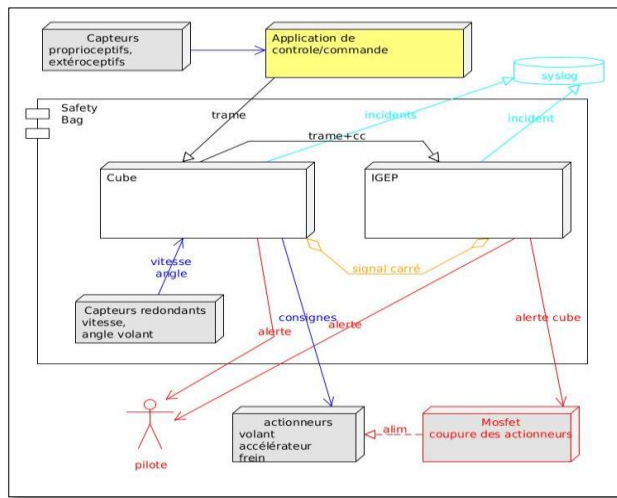 Capteurs
proprioceptifs,
extéroceptifs
Application de
controle/commande
syslog
Safety
Bag
trame
incidents
incident
trame+cc
Cube
IGEP
vitesse
angle
signal carré
Capteurs redondants
vitesse,
angle volant
consignes
alerte
alerte
alerte cube
pilote
actionneurs
volant
accélérateur
frein
alim
Mosfet
coupure des actionneurs